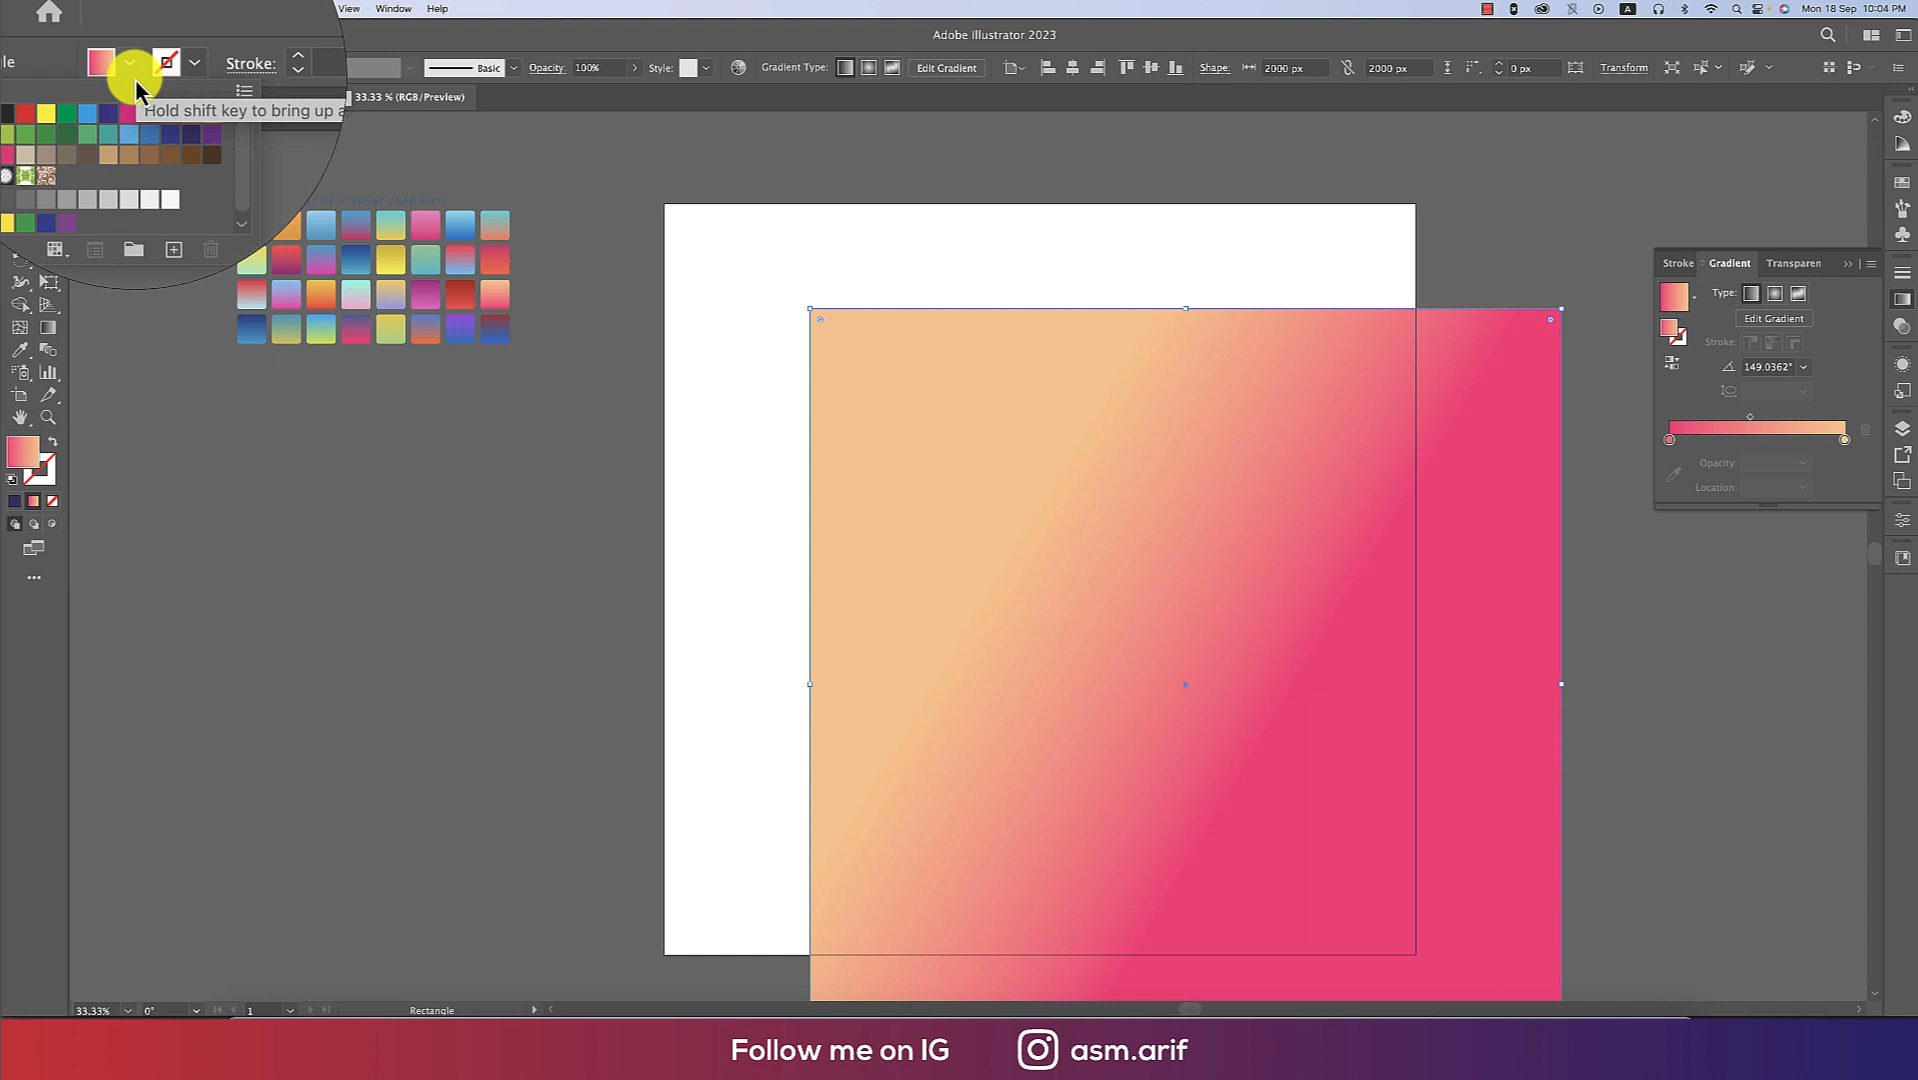 View Window Help
A Mon 18 Sep 10:04 PM
Adobe Illustrator 2023
Stroke: Basic Opacity: 100% Style: Gradient Type: Edit Gradient Shape: 2000 px 2000 px 0 px Transform
33.33 % (RGB/Preview)
Hold shift key to bring up
OF VIBRANT GRADIENTS
Stroke Gradient Transparen
Type:
Edit Gradient
Stroke:
149.0362°
Opacity:
Location:
33.33% 0° 1 Rectangle
Follow me on IG asm.arif